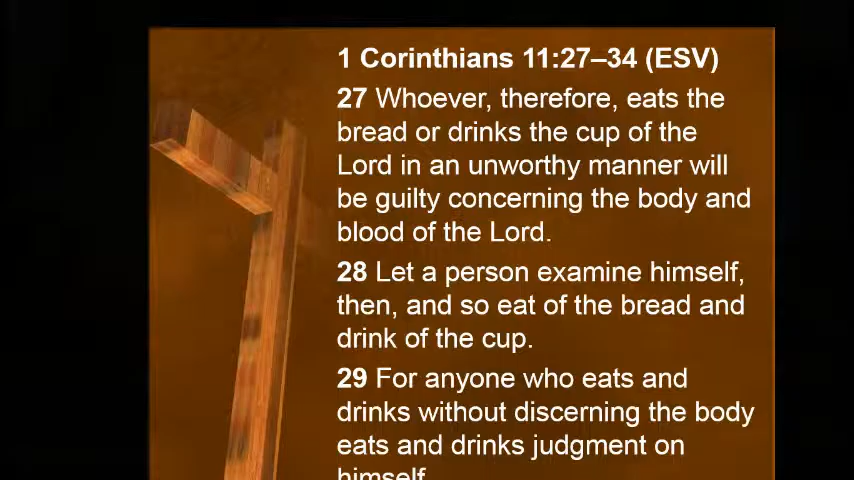 1 Corinthians 11:27–34 (ESV)
27 Whoever, therefore, eats the
bread or drinks the cup of the
Lord in an unworthy manner will
be guilty concerning the body and
blood of the Lord.
28 Let a person examine himself,
then, and so eat of the bread and
drink of the cup.
29 For anyone who eats and
drinks without discerning the body
eats and drinks judgment on
himself.